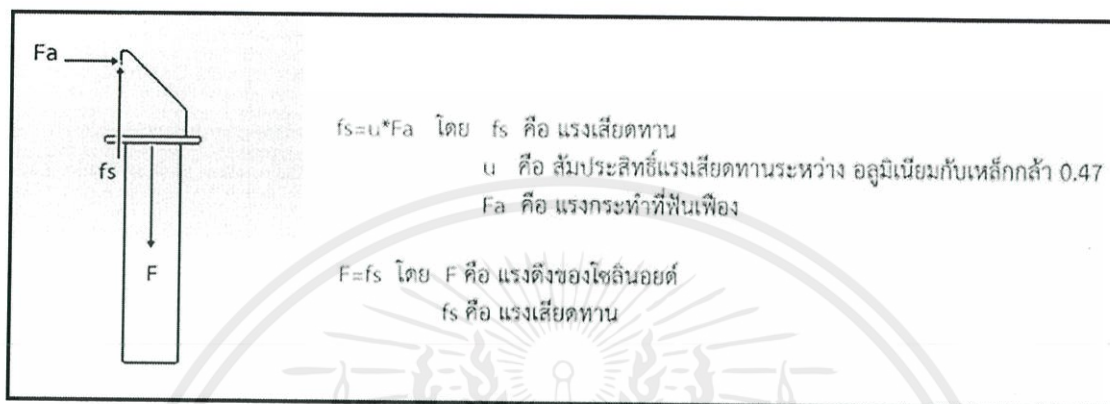 Fa
fs
F
fs=u*Fa โดย fs คือ แรงเสียดทาน
u คือ สัมประสิทธิ์แรงเสียดทานระหว่าง อลูมิเนียมกับเหล็กกล้า 0.47
Fa คือ แรงกระทำที่ฟันเฟือง
F=fs โดย F คือ แรงดึงของโซลินอยด์
fs คือ แรงเสียดทาน